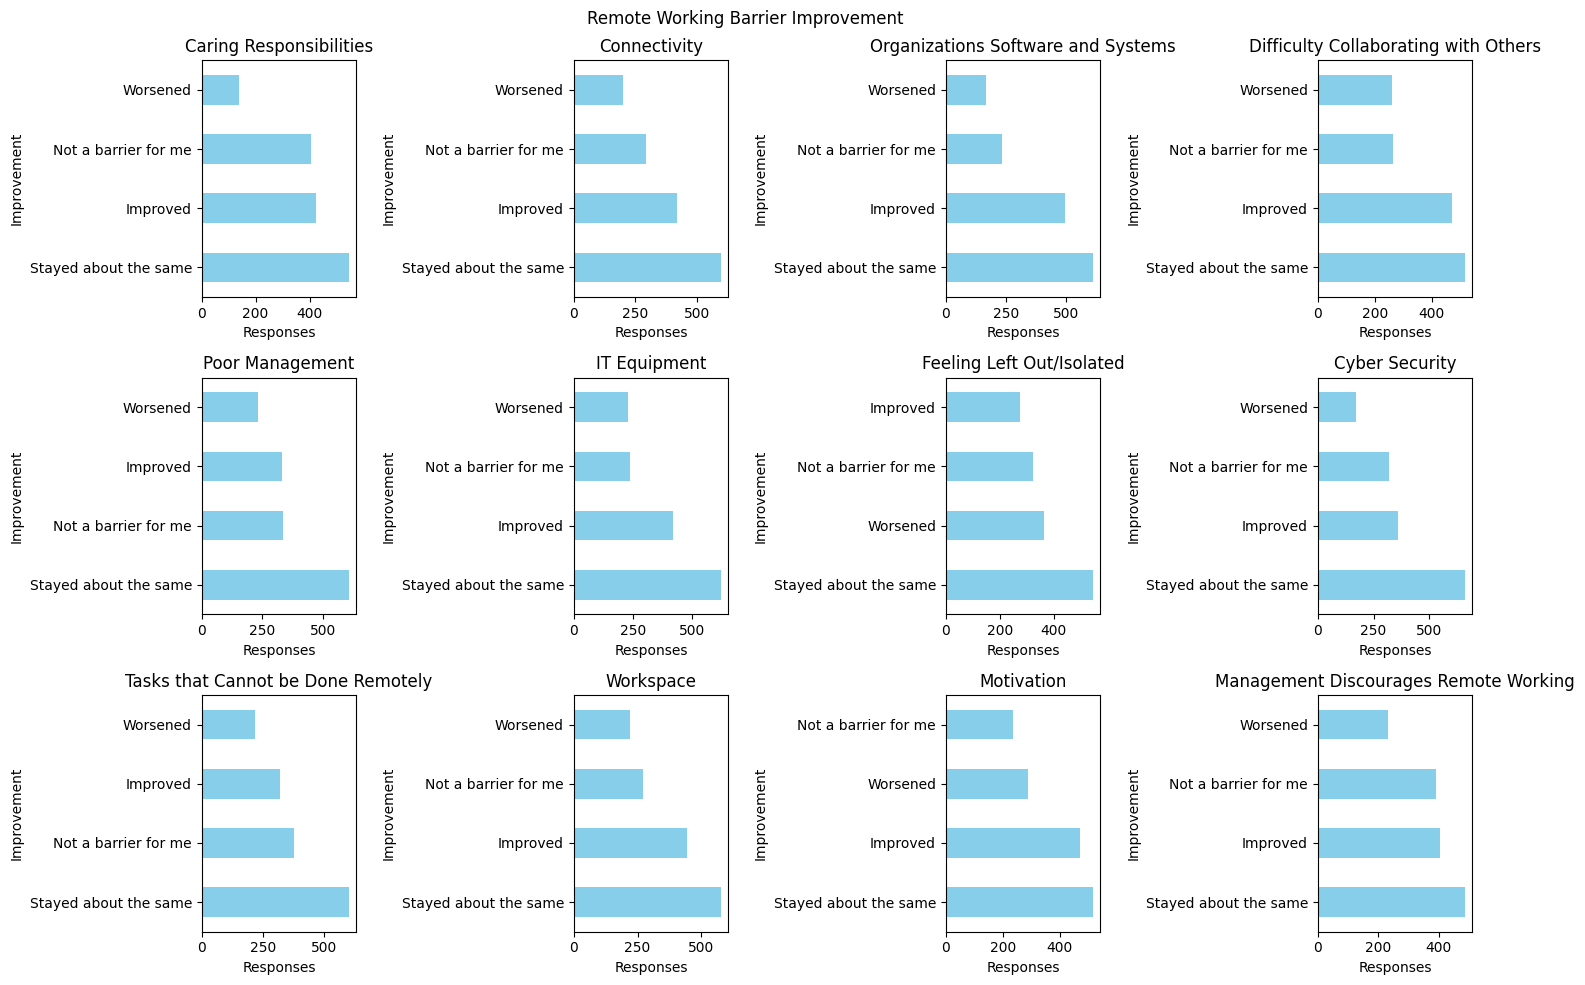 Remote Working Barrier Improvement
Caring Responsibilities
Improvement
Worsened
Not a barrier for me
Improved
Stayed about the same
0 200 400
Responses
Connectivity
Improvement
Worsened
Not a barrier for me
Improved
Stayed about the same
0 500
Responses
Organizations Software and Systems
Improvement
Worsened
Not a barrier for me
Improved
Stayed about the same
0 250 500
Responses
Difficulty Collaborating with Others
Improvement
Worsened
Not a barrier for me
Improved
Stayed about the same
0 200 400
Responses
Poor Management
Improvement
Worsened
Improved
Not a barrier for me
Stayed about the same
0 250 500
Responses
IT Equipment
Improvement
Worsened
Not a barrier for me
Improved
Stayed about the same
0 250 500
Responses
Feeling Left Out/Isolated
Improvement
Improved
Not a barrier for me
Worsened
Stayed about the same
0 200 400
Responses
Cyber Security
Improvement
Worsened
Not a barrier for me
Improved
Stayed about the same
0 250 500
Responses
Tasks that Cannot be Done Remotely
Improvement
Worsened
Improved
Not a barrier for me
Stayed about the same
0 250 500
Responses
Workspace
Improvement
Worsened
Not a barrier for me
Improved
Stayed about the same
0 250 500
Responses
Motivation
Improvement
Not a barrier for me
Worsened
Improved
Stayed about the same
0 200 400
Responses
Management Discourages Remote Working
Improvement
Worsened
Not a barrier for me
Improved
Stayed about the same
0 200 400
Responses